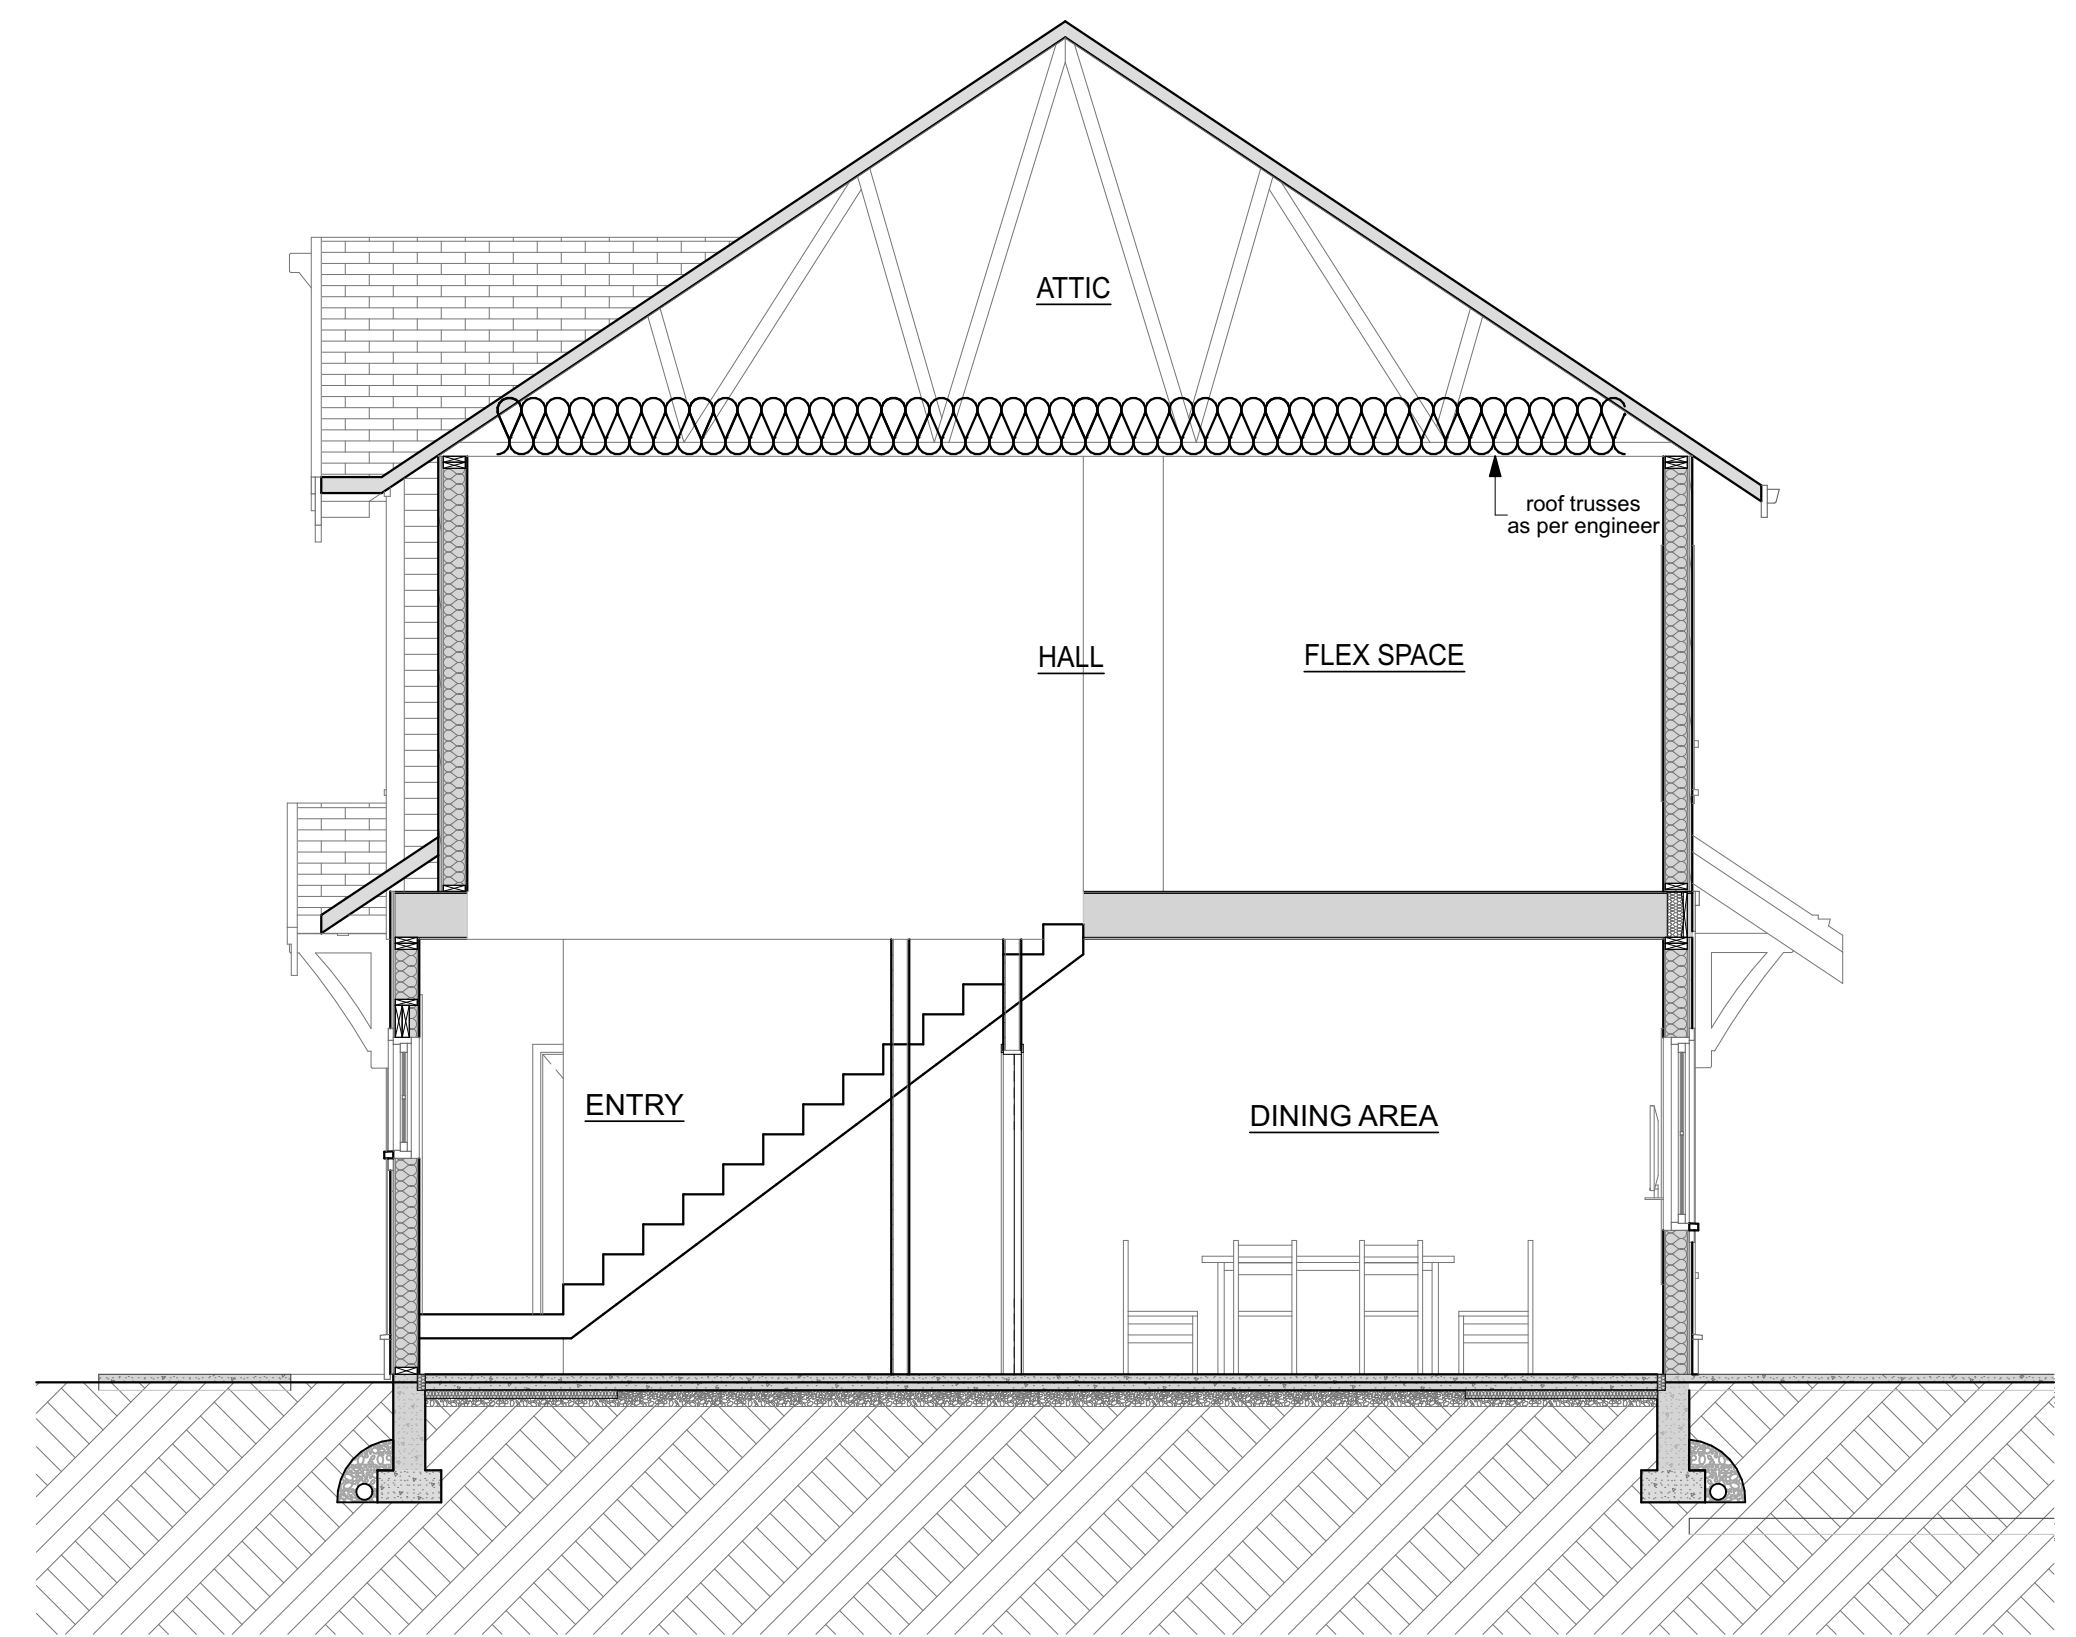 ATTIC
roof trusses
as per engineer
HALL
FLEX SPACE
ENTRY
DINING AREA